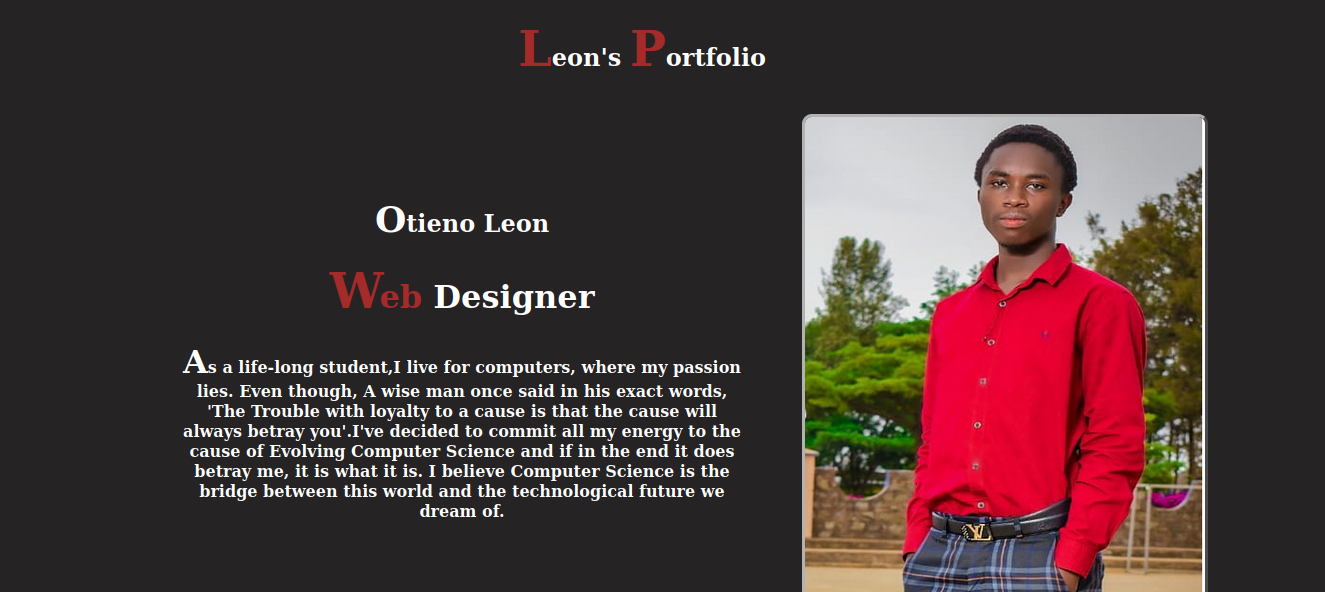 Leon's Portfolio
Otieno Leon
Web Designer
As a life-long student,I live for computers, where my passion
lies. Even though, A wise man once said in his exact words,
'The Trouble with loyalty to a cause is that the cause will
always betray you'.I've decided to commit all my energy to the
cause of Evolving Computer Science and if in the end it does
betray me, it is what it is. I believe Computer Science is the
bridge between this world and the technological future we
dream of.